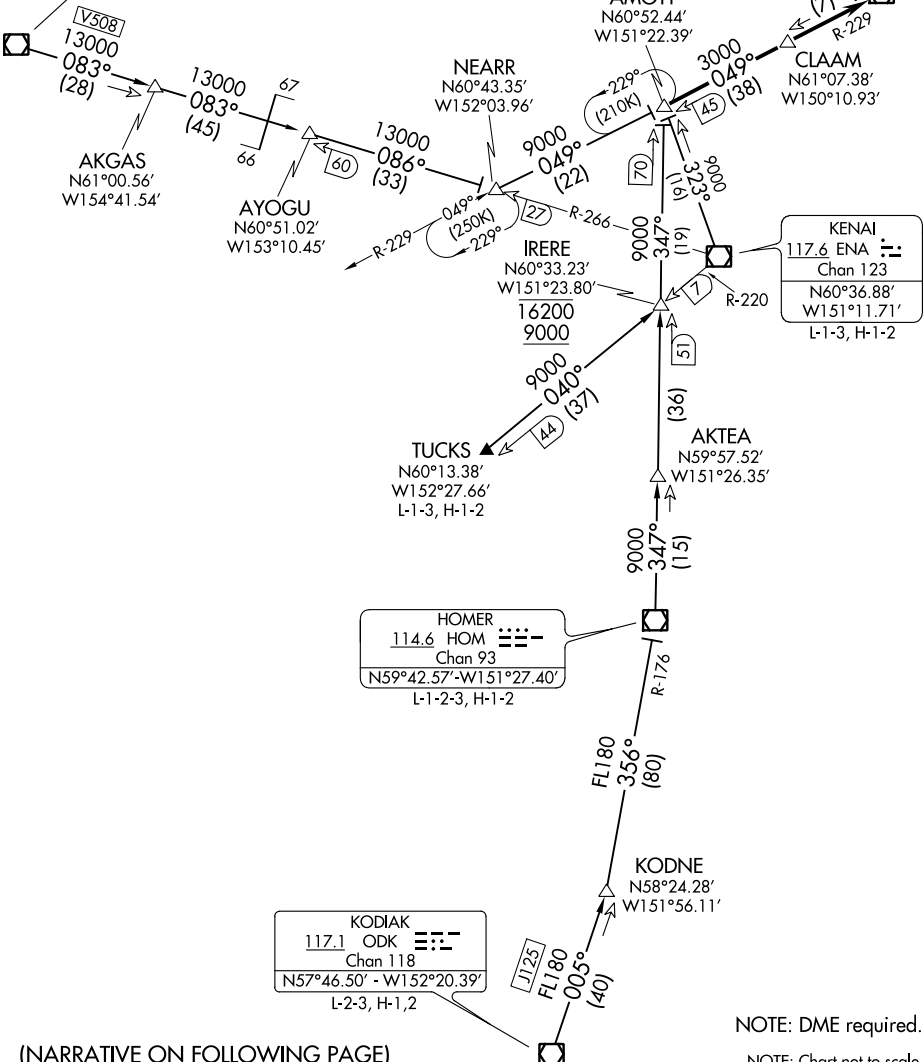 AMOTT
N60°52.44'
W151°22.39'
R-229
V508
13000
083°
(28)
13000
083°
(45)
67
66
3000
049°
(38)
CLAAM
N61°07.38'
W150°10.93'
NEARR
N60°43.35'
W152°03.96'
229°
(210K)
45
AKGAS
N61°00.56'
W154°41.54'
AYOGU
N60°51.02'
W153°10.45'
60
13000
086°
(33)
9000
049°
(22)
70
9000
323°
(16)
R-229
049°
(250K)
229°
27
R-266
9000
347°
(19)
IRERE
N60°33.23'
W151°23.80'
16200
9000
7
R-220
KENAI
117.6 ENA
Chan 123
N60°36.88'
W151°11.71'
L-1-3, H-1-2
9000
040°
(37)
44
51
(36)
TUCKS
N60°13.38'
W152°27.66'
L-1-3, H-1-2
AKTEA
N59°57.52'
W151°26.35'
9000
347°
(15)
HOMER
114.6 HOM
Chan 93
N59°42.57'-W151°27.40'
L-1-2-3, H-1-2
R-176
FL180
356°
(80)
KODNE
N58°24.28'
W151°56.11'
KODIAK
117.1 ODK
Chan 118
N57°46.50' - W152°20.39'
L-2-3, H-1,2
J125
FL180
005°
(40)
NOTE: DME required.
NOTE: Chart not to scale
(NARRATIVE ON FOLLOWING PAGE)